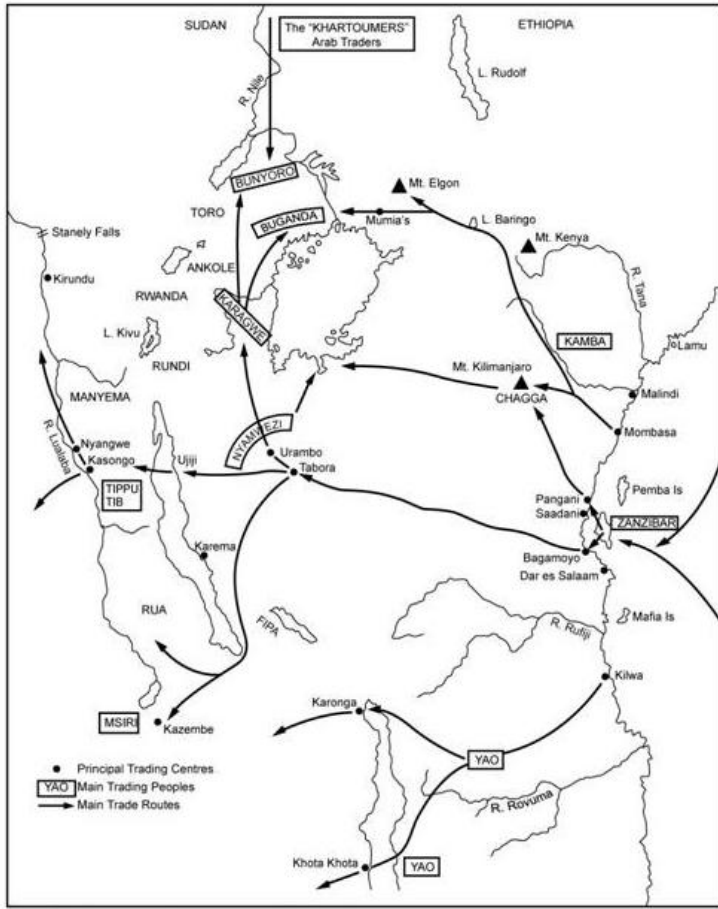 SUDAN
The "KHARTOUMERS"
Arab Traders
ETHIOPIA
L. Rudolf
R. Nile
BUNYORO
Mt. Elgon
TORO
BUGANDA
Mumia's
L. Baringo
Stanely Falls
Mt. Kenya
ANKOLE
Kirundu
R. Tana
RWANDA
KARAGWE
L. Kivu
KAMBA
Lamu
RUNDI
Mt. Kilimanjaro
CHAGGA
Malindi
MANYEMA
NYAMWEZI
Mombasa
R. Lualaba
Nyangwe
Kasongo
Ujiji
Urambo
Tabora
TIPPU
TIB
Pangani
Pemba Is
Saadani
ZANZIBAR
Karema
Bagamoyo
Dar es Salaam
RUA
FIPA
R. Rufiji
Mafia Is
Kilwa
Karonga
MSIRI
Kazembe
YAO
Principal Trading Centres
YAO Main Trading Peoples
Main Trade Routes
R. Rovuma
Khota Khota
YAO